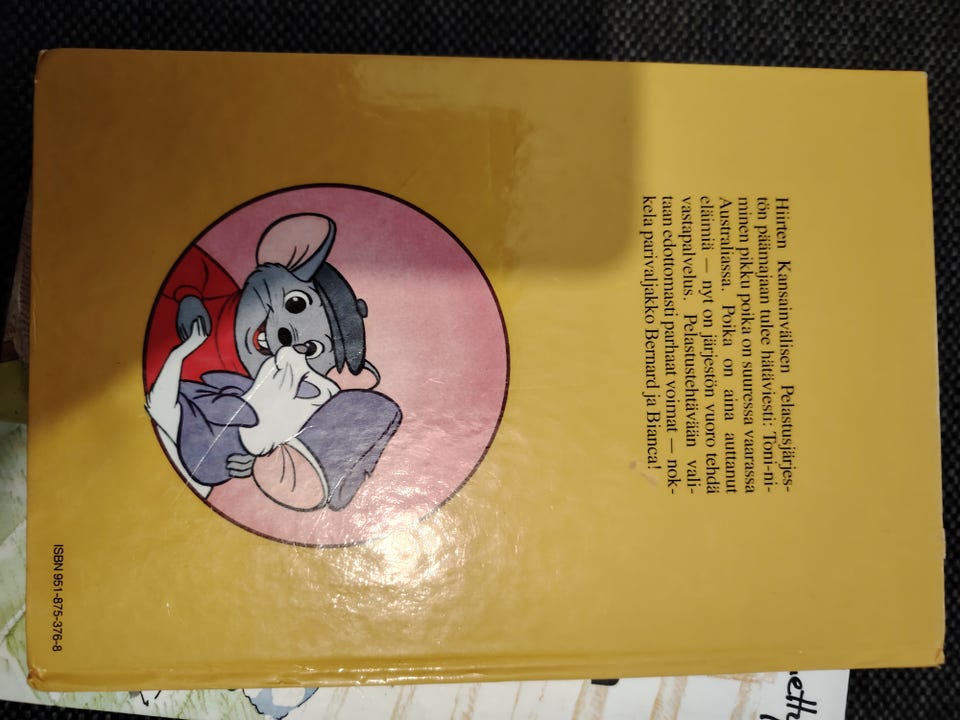 Hiirten Kansainvälisen Pelastusjärjes-
tön päämajaan tulee hätäviesti: Toni-ni-
minen pikku poika on suuressa vaarassa
Australiassa. Poika on aina auttanut
eläimiä — nyt on järjestön vuoro tehdä
vastapalvelus. Pelastustehtävään vali-
taan edottomasti parhaat voimat — nok-
kela parivaljakko Bernard ja Bianca!
ISBN 951-875-376-8